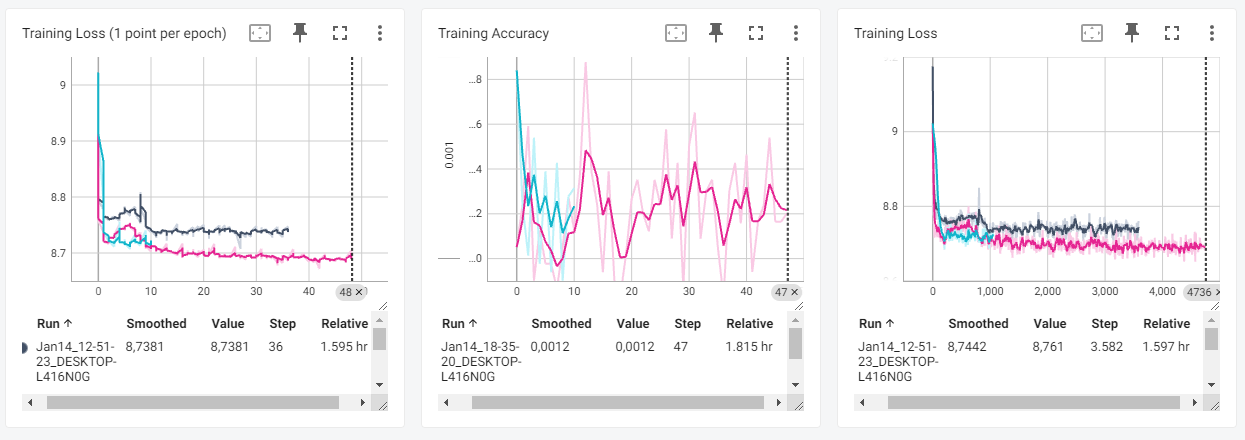 Training Loss (1 point per epoch)
9
8.9
8.8
8.7
0 10 20 30 40 48 ×
Run ↑ Smoothed Value Step Relative
Jan14_12-51- 8,7381 8,7381 36 1.595 hr
23_DESKTOP-
L416N0G
Training Accuracy
0.001
...8
...6
...4
...2
...0
0 10 20 30 40 47 ×
Run ↑ Smoothed Value Step Relative
Jan14_18-35- 0,0012 0,0012 47 1.815 hr
20_DESKTOP-
L416N0G
Training Loss
9
8.8
0 1,000 2,000 3,000 4,000 4736 ×
Run ↑ Smoothed Value Step Relative
Jan14_12-51- 8,7442 8,761 3.582 1.597 hr
23_DESKTOP-
L416N0G